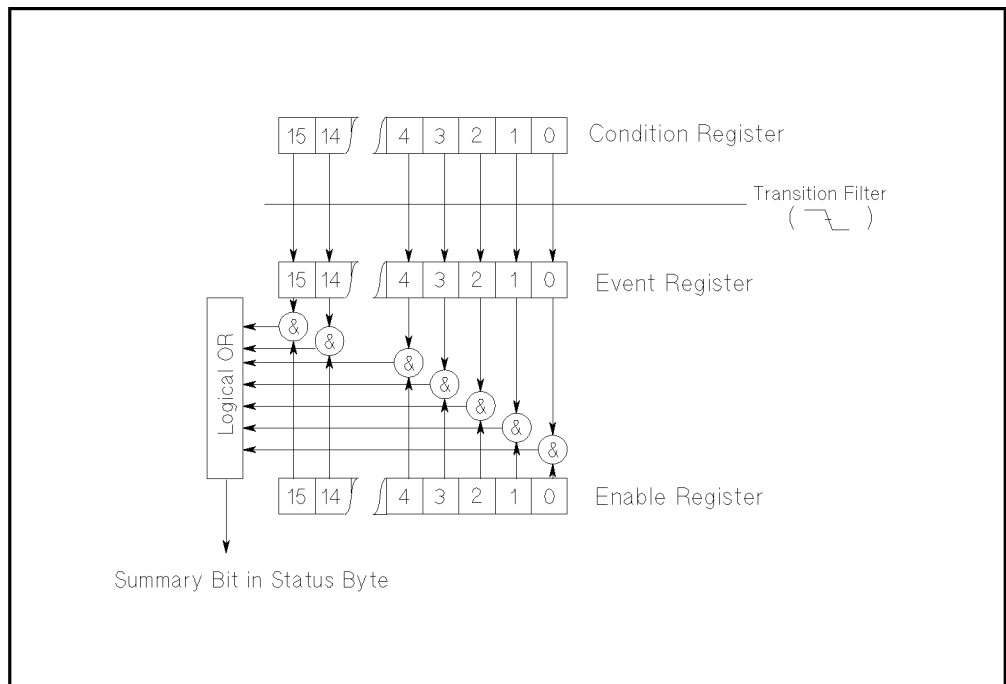 15 14 4 3 2 1 0 Condition Register
Transition Filter
( )
15 14 4 3 2 1 0 Event Register
Logical OR
&
&
&
&
&
&
&
15 14 4 3 2 1 0 Enable Register
Summary Bit in Status Byte